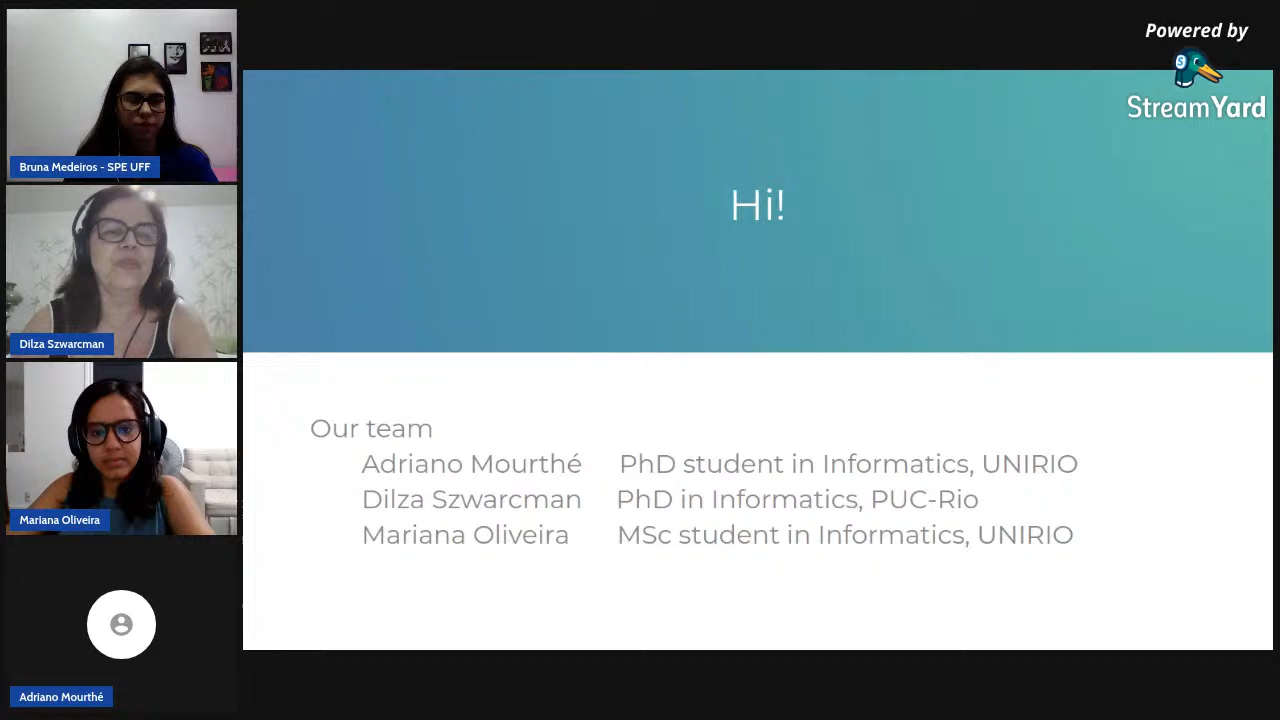 Powered by
StreamYard
Bruna Medeiros - SPE UFF
Dilza Szwarcman
Mariana Oliveira
Adriano Mourthé
Hi!
Our team
Adriano Mourthé PhD student in Informatics, UNIRIO
Dilza Szwarcman PhD in Informatics, PUC-Rio
Mariana Oliveira MSc student in Informatics, UNIRIO